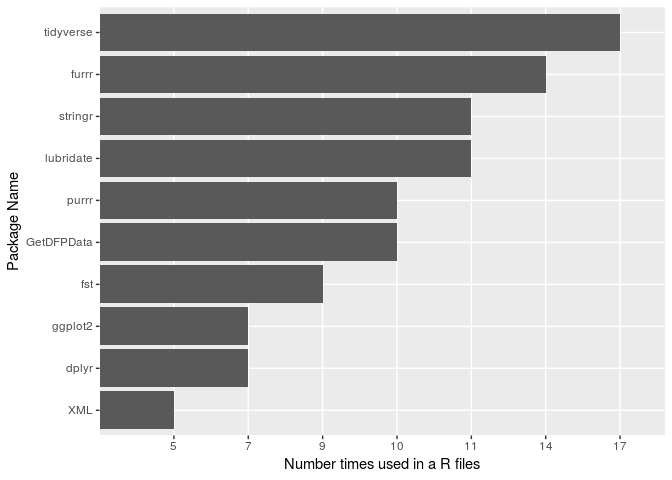 tidyverse
furrr
stringr
lubridate
purrr
GetDFPData
fst
ggplot2
dplyr
XML
Package Name
5 7 9 10 11 14 17
Number times used in a R files